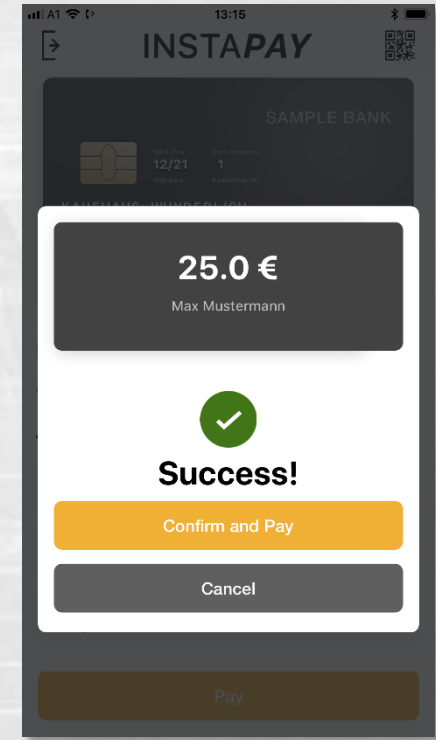 A1 13:15
INSTAPAY
SAMPLE BANK
12/21 1
25.0 €
Max Mustermann
Success!
Confirm and Pay
Cancel
Pay